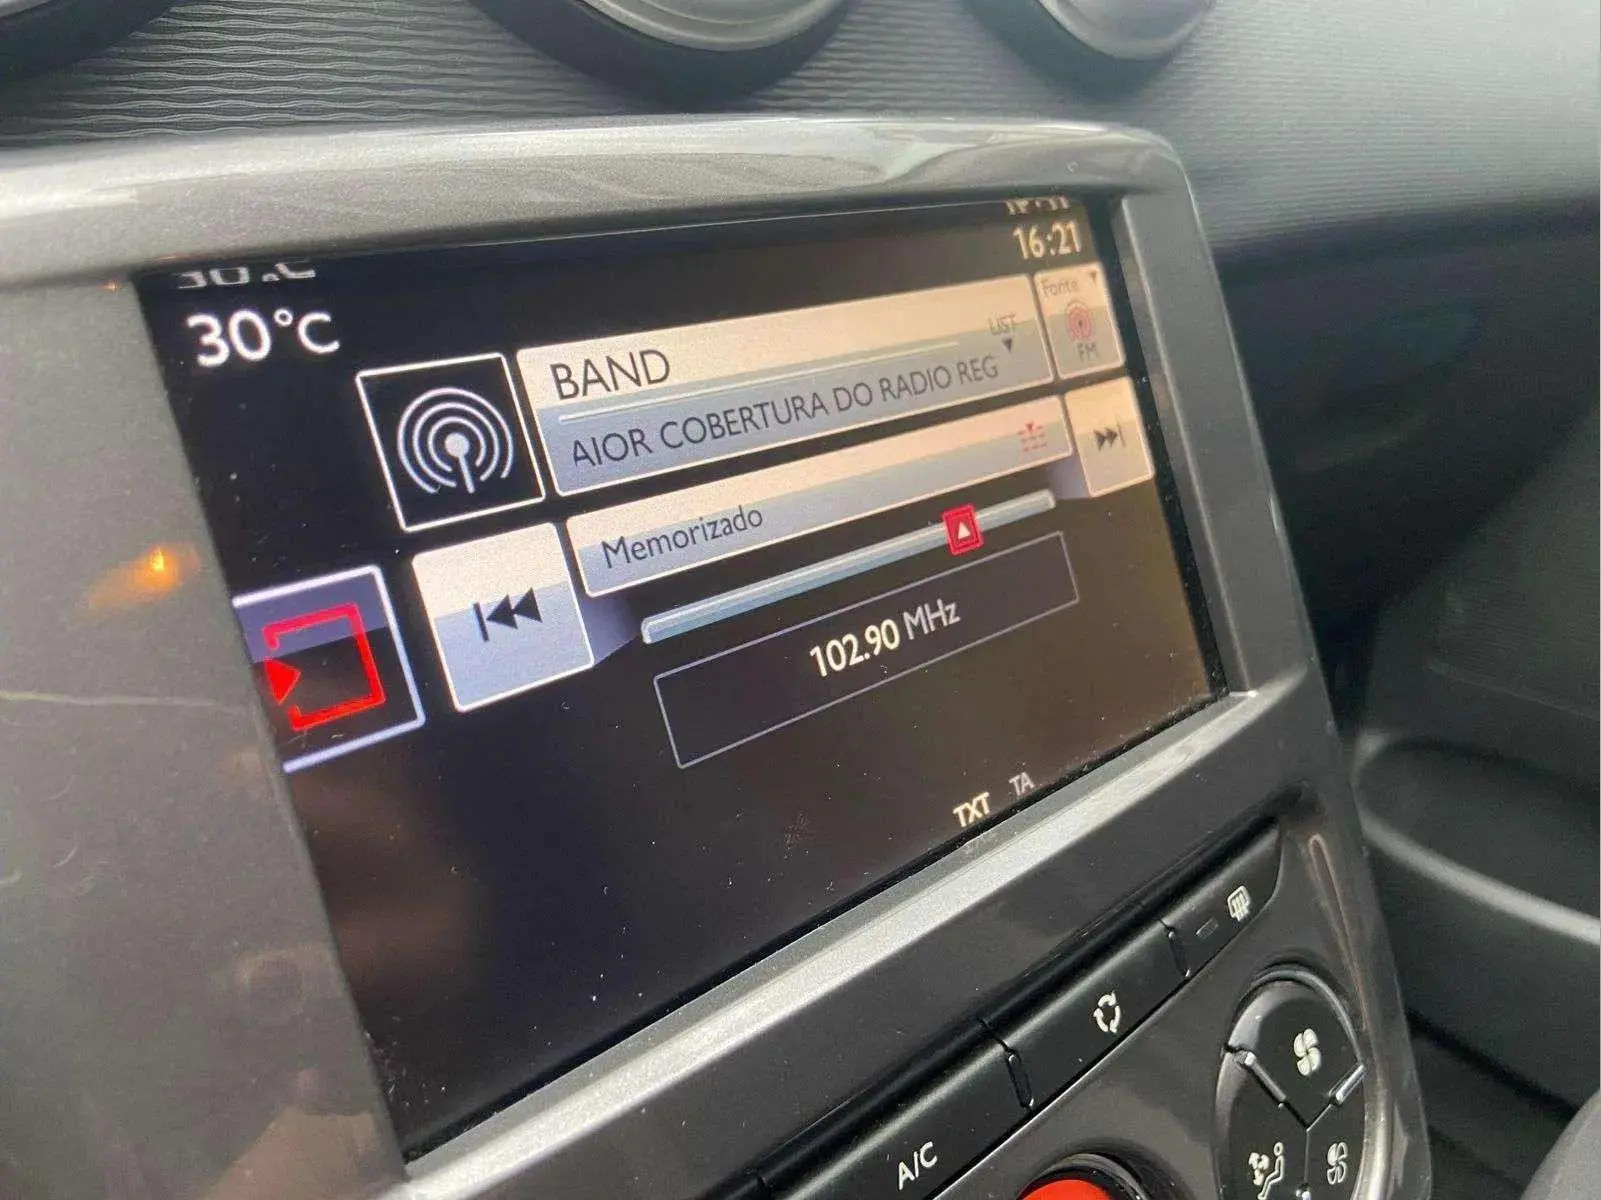 16:21
30°C
BAND
LIST
Fonte
FM
AIOR COBERTURA DO RADIO REG
Memorizado
102.90 MHz
TXT TA
A/C